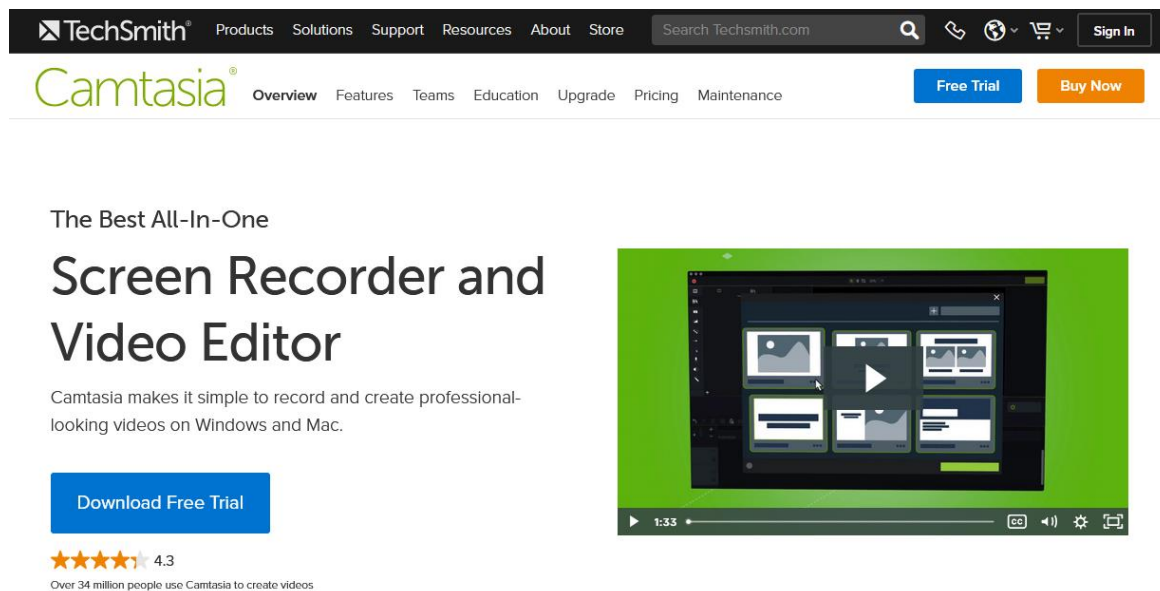 TechSmith®
Products Solutions Support Resources About Store
Search Techsmith.com
Sign In
Camtasia®
Overview Features Teams Education Upgrade Pricing Maintenance
Free Trial
Buy Now
The Best All-In-One
Screen Recorder and
Video Editor
Camtasia makes it simple to record and create professional-
looking videos on Windows and Mac.
Download Free Trial
4.3
Over 34 million people use Camtasia to create videos
1:33
CC